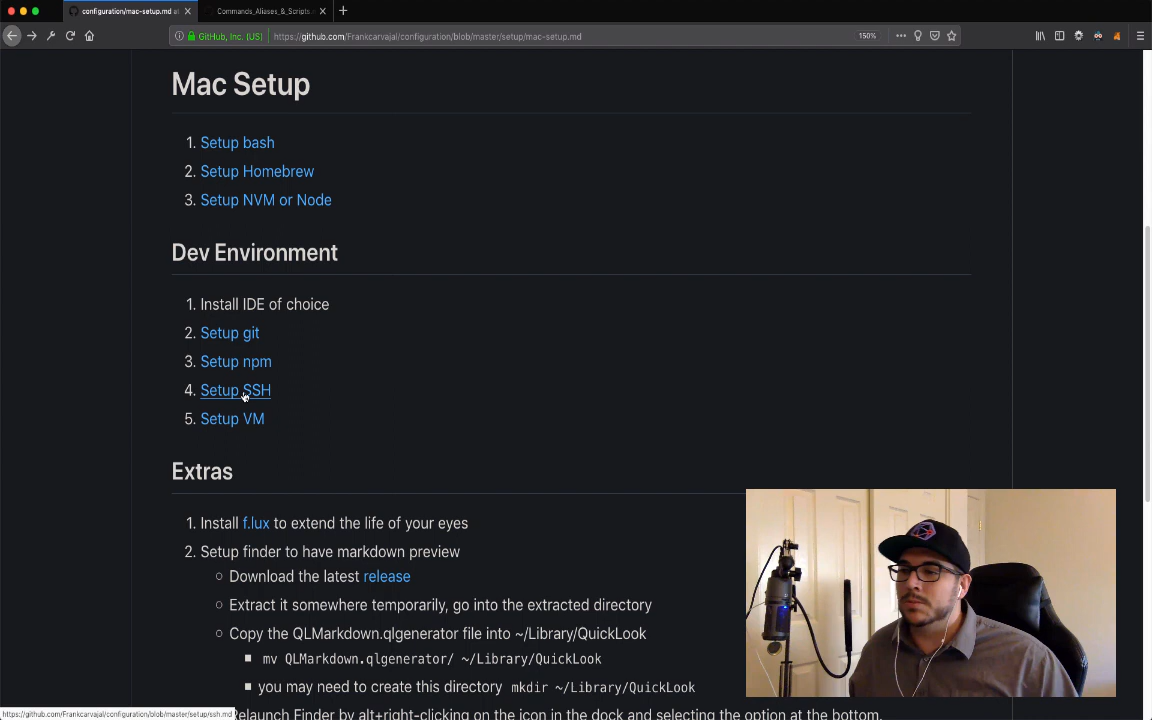 configuration/mac-setup.md at
Commands_Aliases_&_Scripts.
GitHub, Inc. (US)
https://github.com/Frankcarvajal/configuration/blob/master/setup/mac-setup.md
150%
Mac Setup
1. Setup bash
2. Setup Homebrew
3. Setup NVM or Node
Dev Environment
1. Install IDE of choice
2. Setup git
3. Setup npm
4. Setup SSH
5. Setup VM
Extras
1. Install f.lux to extend the life of your eyes
2. Setup finder to have markdown preview
Download the latest release
Extract it somewhere temporarily, go into the extracted directory
Copy the QLMarkdown.qlgenerator file into ~/Library/QuickLook
mv QLMarkdown.qlgenerator/ ~/Library/QuickLook
you may need to create this directory mkdir ~/Library/QuickLook
Relaunch Finder by alt+right-clicking on the icon in the dock and selecting the option at the bottom.
https://github.com/Frankcarvajal/configuration/blob/master/setup/ssh.md